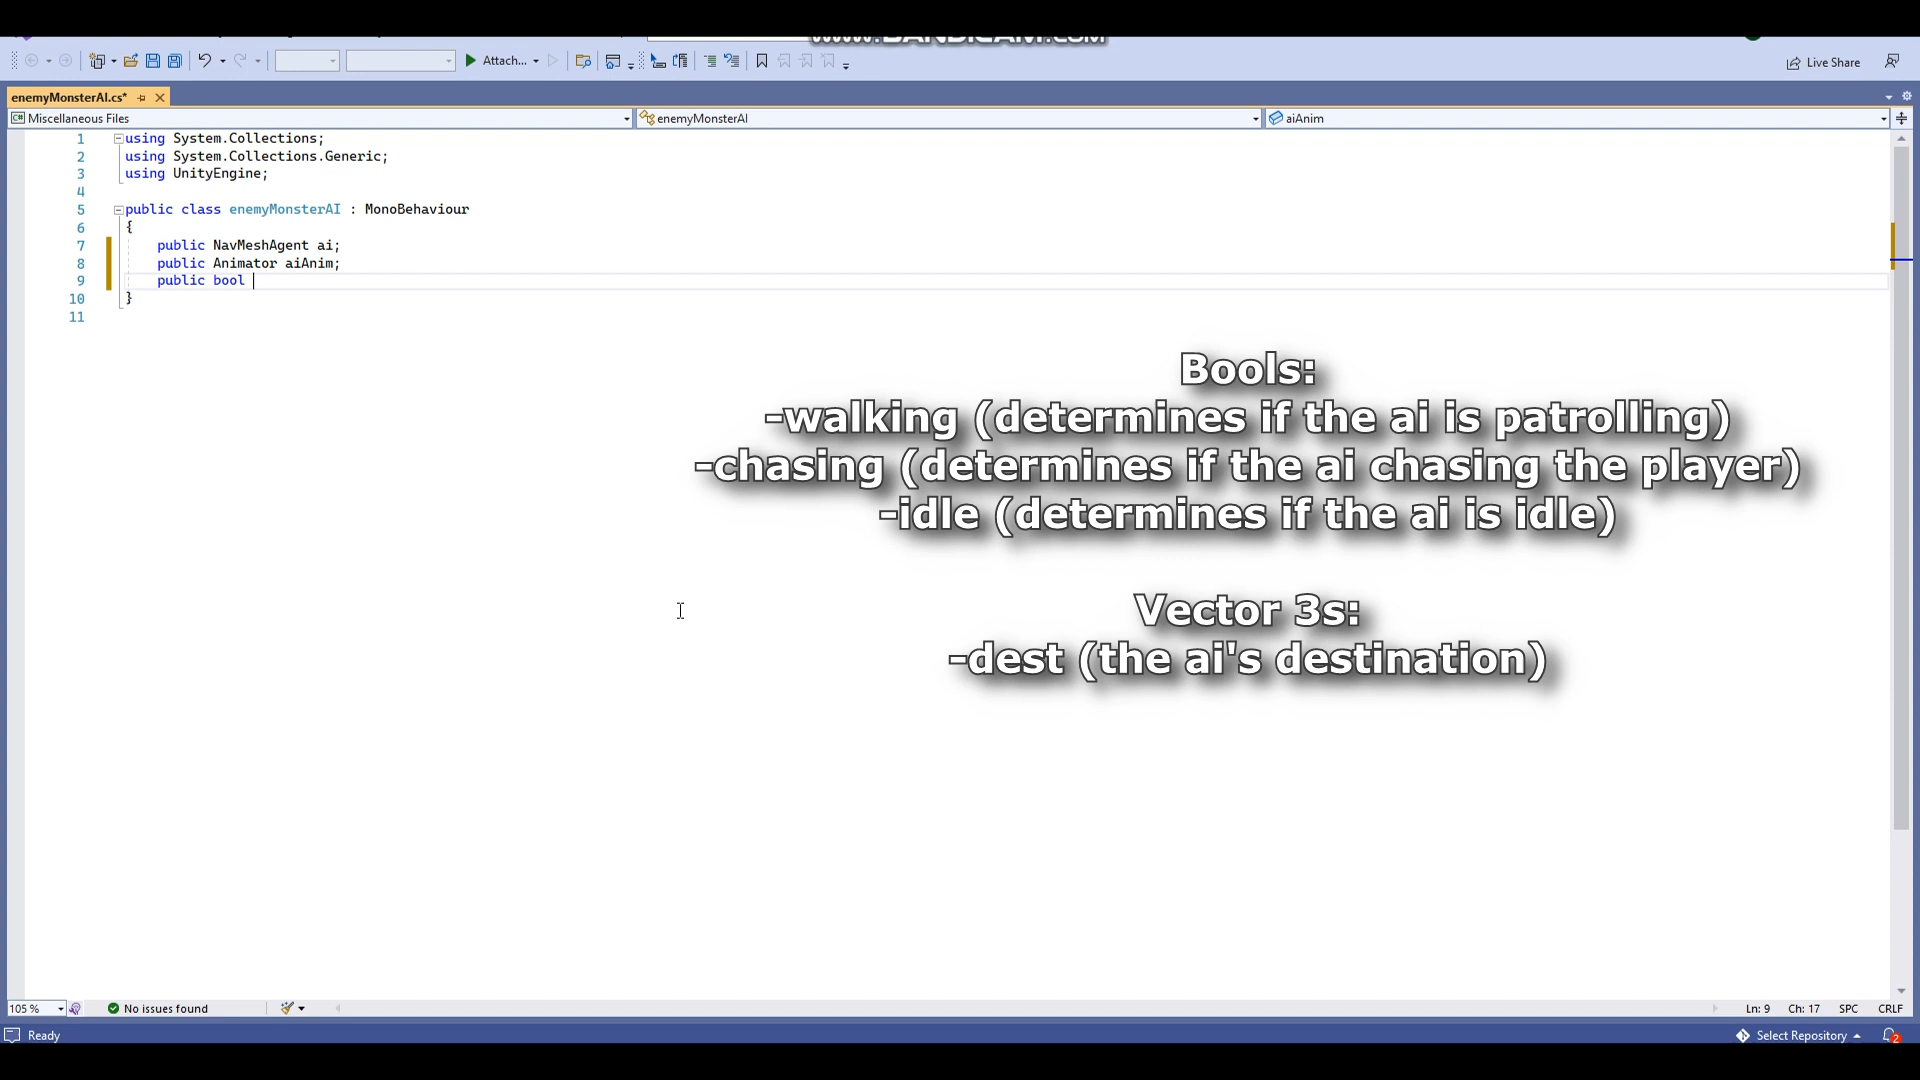 www.BANDICAM.com
Attach...
Live Share
enemyMonsterAI.cs*
Miscellaneous Files
enemyMonsterAI
aiAnim
1 using System.Collections;
2 using System.Collections.Generic;
3 using UnityEngine;
4
5 public class enemyMonsterAI : MonoBehaviour
6 {
7 public NavMeshAgent ai;
8 public Animator aiAnim;
9 public bool
10 }
11
Bools:
-walking (determines if the ai is patrolling)
-chasing (determines if the ai chasing the player)
-idle (determines if the ai is idle)
Vector 3s:
-dest (the ai's destination)
105 %
No issues found
Ln: 9 Ch: 17 SPC CRLF
Ready
Select Repository
2